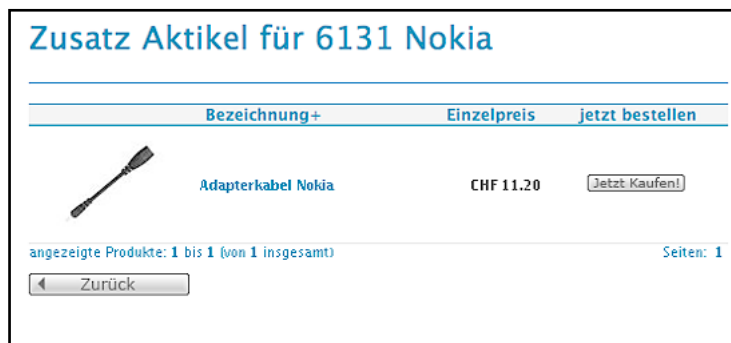 Zusatz Aktikel für 6131 Nokia
Bezeichnung+ Einzelpreis jetzt bestellen
Adapterkabel Nokia CHF 11.20 Jetzt Kaufen!
angezeigte Produkte: 1 bis 1 (von 1 insgesamt) Seiten: 1
Zurück